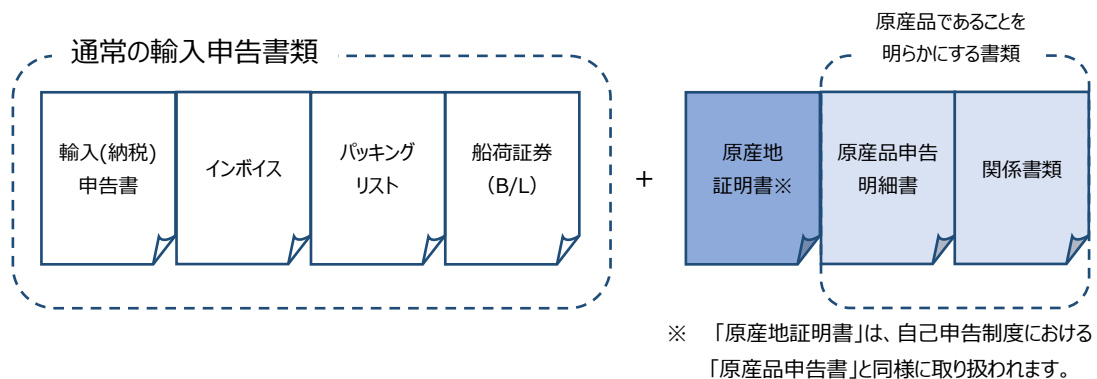 通常の輸入申告書類
原産品であることを
明らかにする書類
輸入(納税)
申告書
インボイス
パッキング
リスト
船荷証券
（B/L）
+
原産地
証明書※
原産品申告
明細書
関係書類
※　「原産地証明書」は、自己申告制度における
「原産品申告書」と同様に取り扱われます。